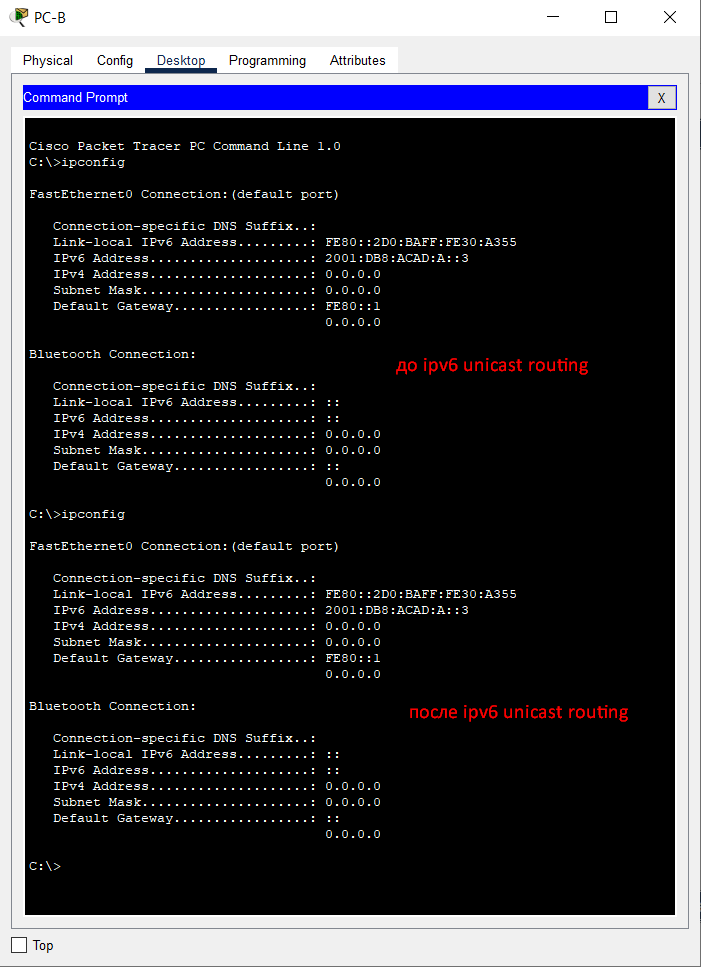 PC-B
Physical Config Desktop Programming Attributes
Command Prompt X
Cisco Packet Tracer PC Command Line 1.0
C:\>ipconfig
FastEthernet0 Connection:(default port)
Connection-specific DNS Suffix..:
Link-local IPv6 Address.........: FE80::2D0:BAFF:FE30:A355
IPv6 Address....................: 2001:DB8:ACAD:A::3
IPv4 Address....................: 0.0.0.0
Subnet Mask.....................: 0.0.0.0
Default Gateway.................: FE80::1
0.0.0.0
Bluetooth Connection:
до ipv6 unicast routing
Connection-specific DNS Suffix..:
Link-local IPv6 Address.........: ::
IPv6 Address....................: ::
IPv4 Address....................: 0.0.0.0
Subnet Mask.....................: 0.0.0.0
Default Gateway.................: ::
0.0.0.0
C:\>ipconfig
FastEthernet0 Connection:(default port)
Connection-specific DNS Suffix..:
Link-local IPv6 Address.........: FE80::2D0:BAFF:FE30:A355
IPv6 Address....................: 2001:DB8:ACAD:A::3
IPv4 Address....................: 0.0.0.0
Subnet Mask.....................: 0.0.0.0
Default Gateway.................: FE80::1
0.0.0.0
Bluetooth Connection:
после ipv6 unicast routing
Connection-specific DNS Suffix..:
Link-local IPv6 Address.........: ::
IPv6 Address....................: ::
IPv4 Address....................: 0.0.0.0
Subnet Mask.....................: 0.0.0.0
Default Gateway.................: ::
0.0.0.0
C:\>
Top